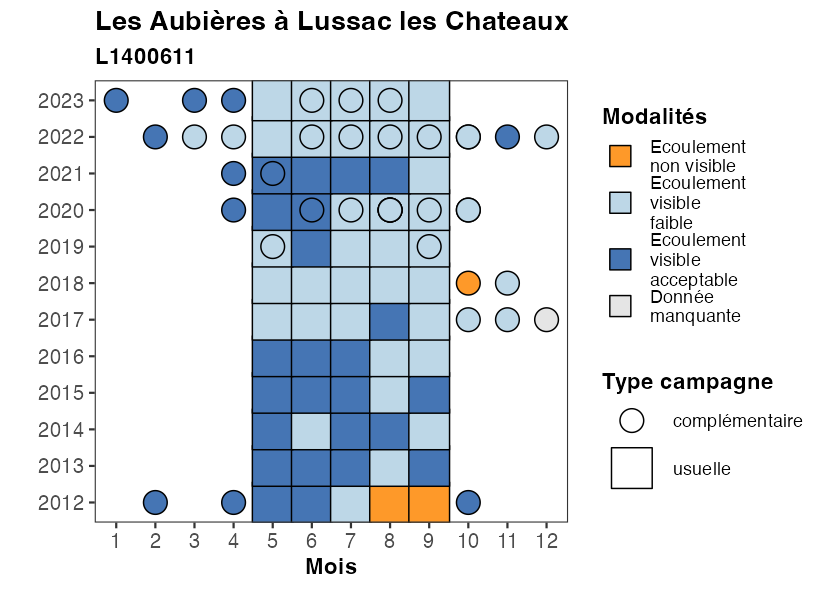 Les Aubières à Lussac les Chateaux
L1400611
2023
2022
2021
2020
2019
2018
2017
2016
2015
2014
2013
2012
1 2 3 4 5 6 7 8 9 10 11 12
Mois
Modalités
Ecoulement
non visible
Ecoulement
visible
faible
Ecoulement
visible
acceptable
Donnée
manquante
Type campagne
complémentaire
usuelle